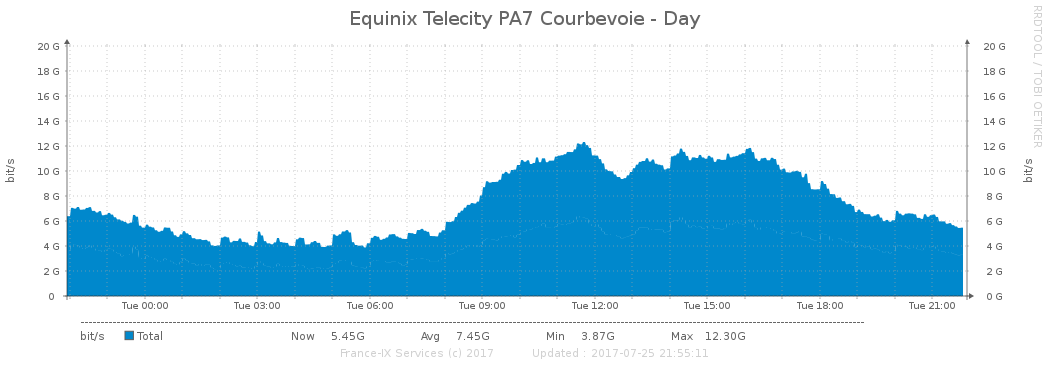 Equinix Telecity PA7 Courbevoie - Day
RRDTOOL / TOBI OETIKER
bit/s
20 G 20 G
18 G 18 G
16 G 16 G
14 G 14 G
12 G 12 G
10 G 10 G
8 G 8 G
6 G 6 G
4 G 4 G
2 G 2 G
0 0 G
bit/s
Tue 00:00 Tue 03:00 Tue 06:00 Tue 09:00 Tue 12:00 Tue 15:00 Tue 18:00 Tue 21:00
bit/s Total Now 5.45G Avg 7.45G Min 3.87G Max 12.30G
France-IX Services (c) 2017 Updated : 2017-07-25 21:55:11